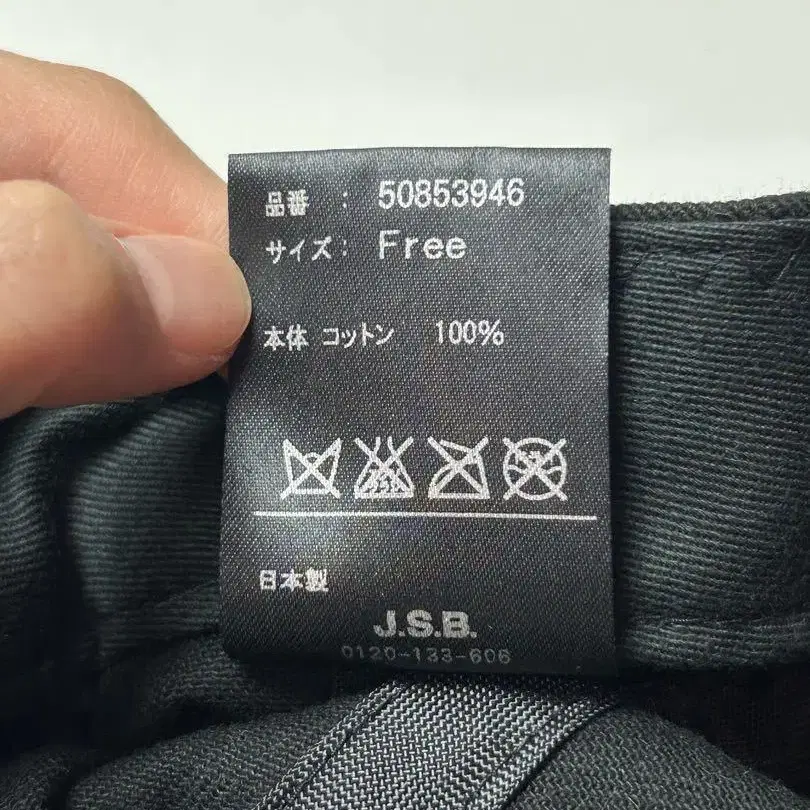 品番 : 50853946
サイズ : Free
本体 コットン 100%
日本製
J.S.B.
0120-133-606